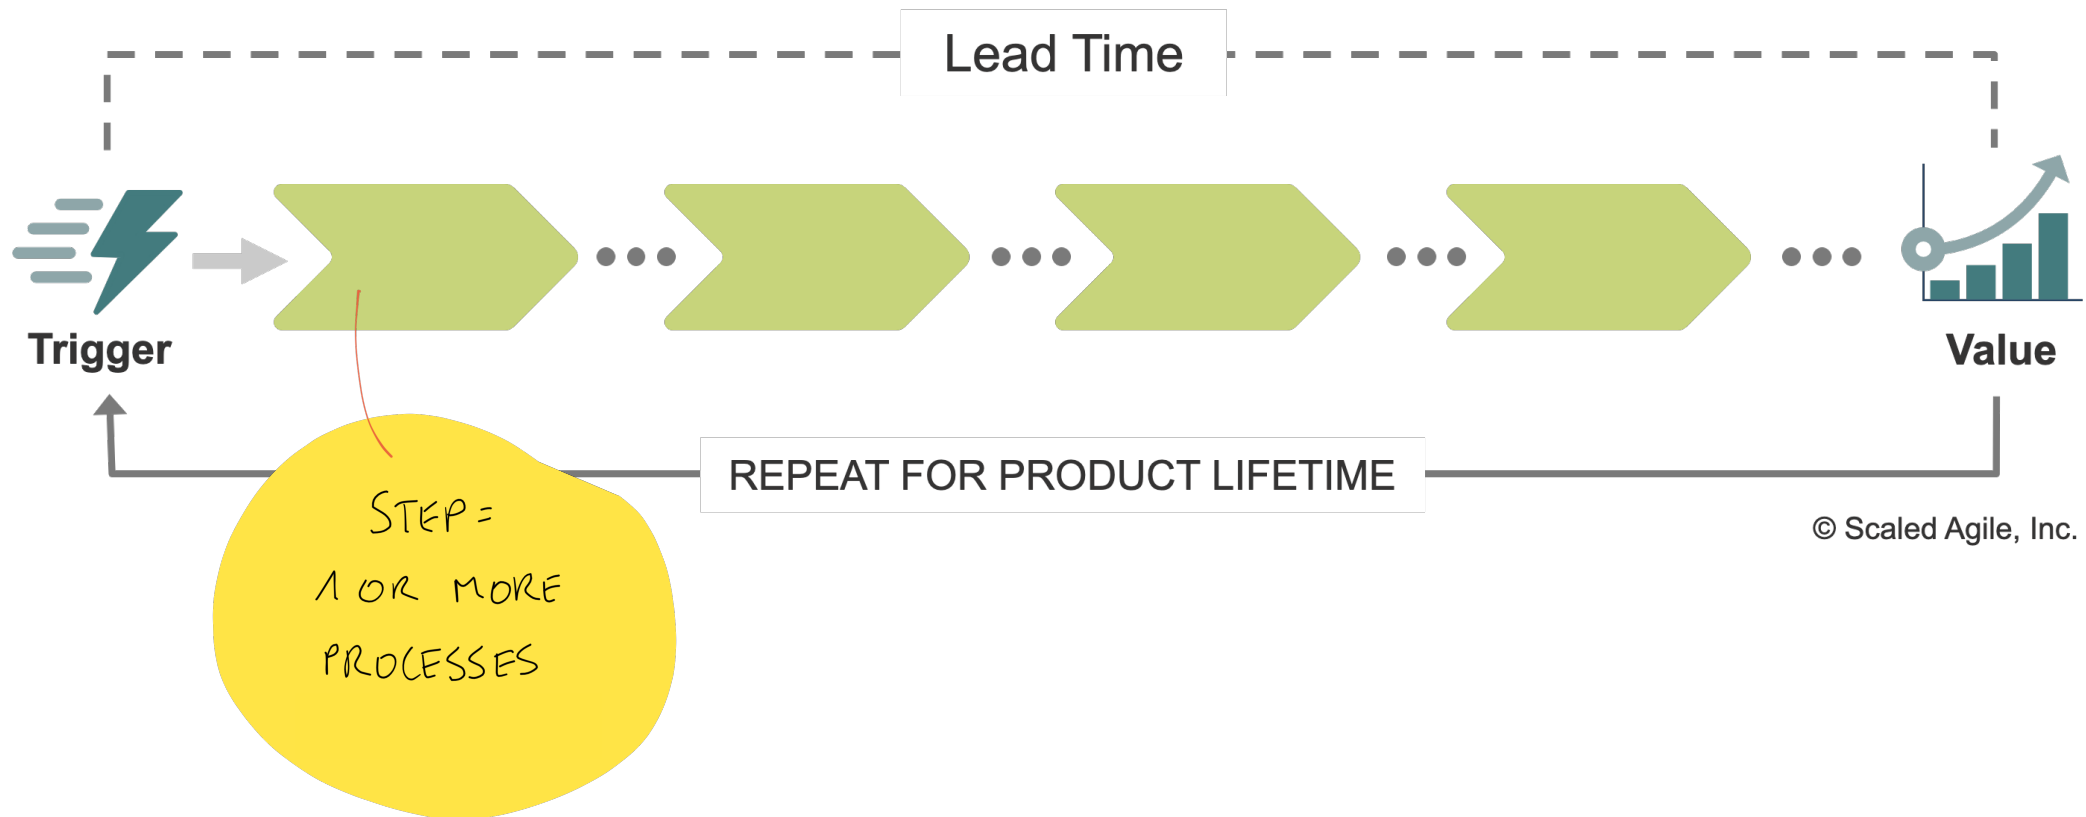 Lead Time
Trigger
Value
REPEAT FOR PRODUCT LIFETIME
© Scaled Agile, Inc.
STEP=
1 OR MORE
PROCESSES